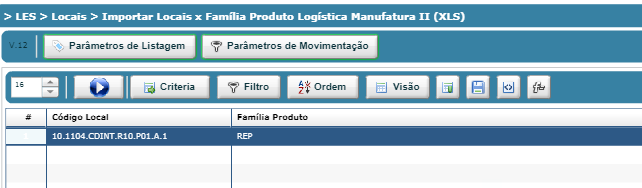 > LES > Locais > Importar Locais x Família Produto Logística Manufatura II (XLS)
V.12 Parâmetros de Listagem Parâmetros de Movimentação
16 Criteria Filtro Ordem Visão
# Código Local Família Produto
10.1104.CDINT.R10.P01.A.1 REP